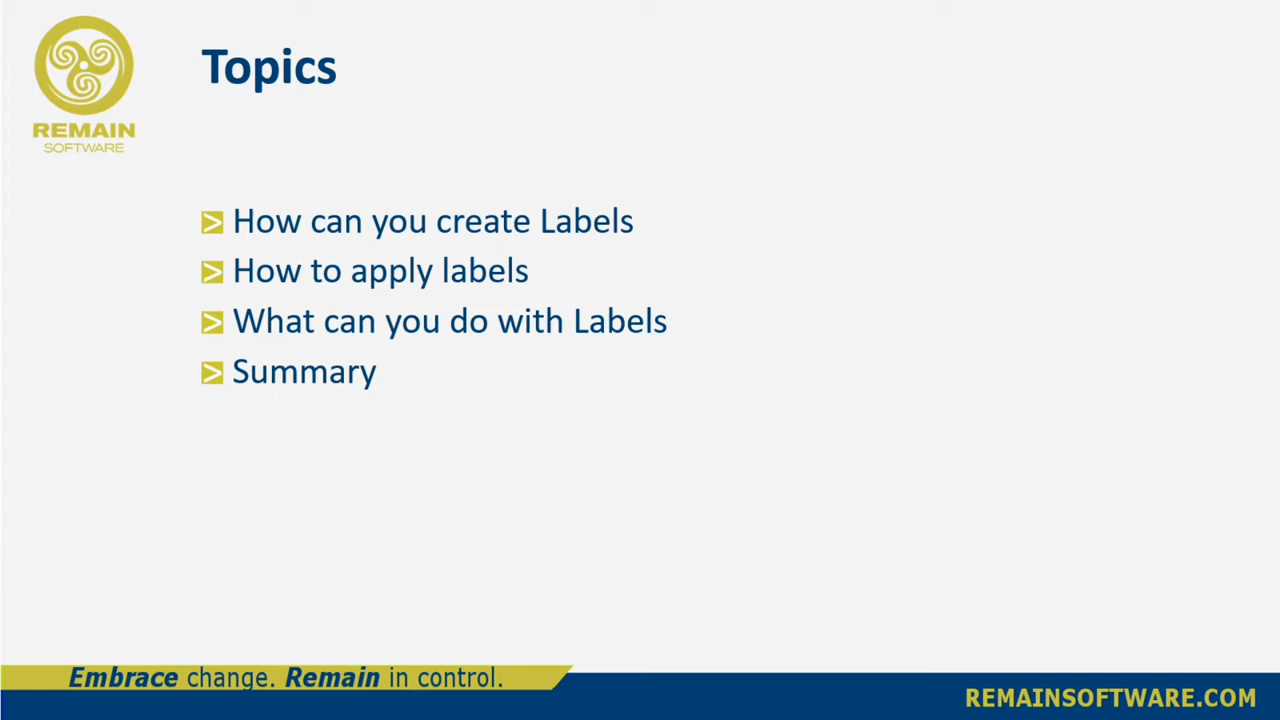 REMAIN
SOFTWARE
Topics
> How can you create Labels
> How to apply labels
> What can you do with Labels
> Summary
Embrace change. Remain in control.
REMAINSOFTWARE.COM